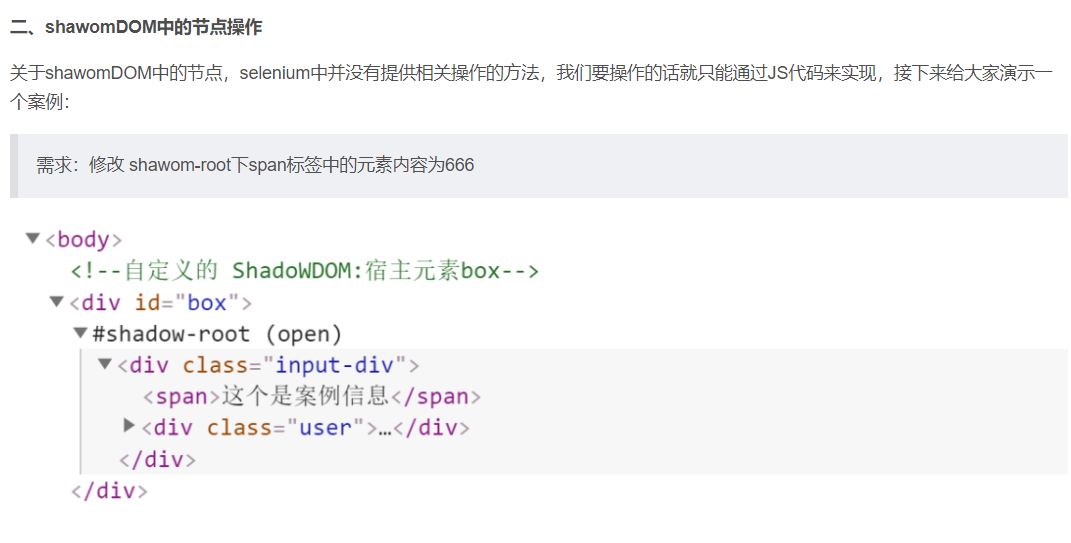 二、shawomDOM中的节点操作
关于shawomDOM中的节点，selenium中并没有提供相关操作的方法，我们要操作的话就只能通过JS代码来实现，接下来给大家演示一
个案例：
需求：修改 shawom-root下span标签中的元素内容为666
<body>
<!--自定义的 ShadoWDOM:宿主元素box-->
<div id="box">
#shadow-root (open)
<div class="input-div">
<span>这个是案例信息</span>
<div class="user">…</div>
</div>
</div>